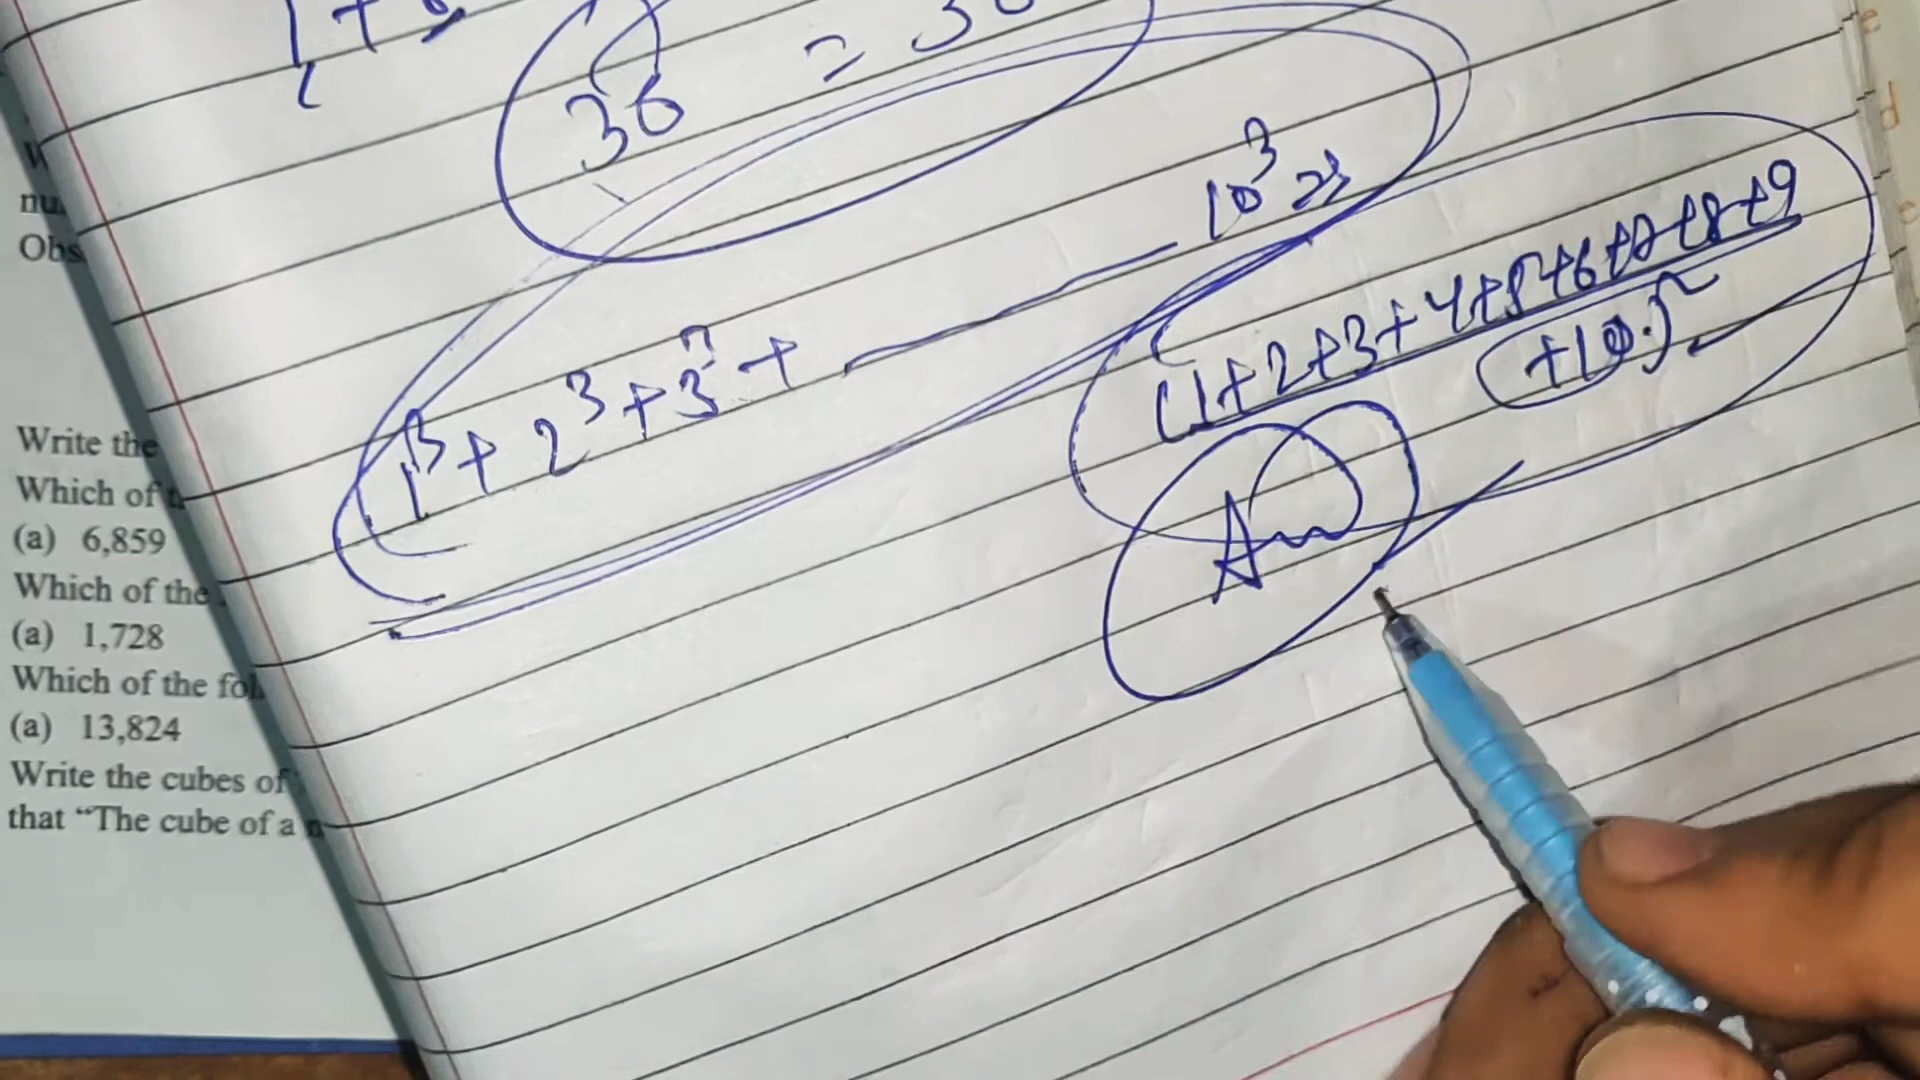 36 = 36
1³ + 2³ + 3³ + 10³ =
(1+2+3+4+5+6+7+8+9
+10)²
Ans
Obs
Write the
Which of
(a) 6,859
Which of the
(a) 1,728
Which of the fol
(a) 13,824
Write the cubes of
that “The cube of a